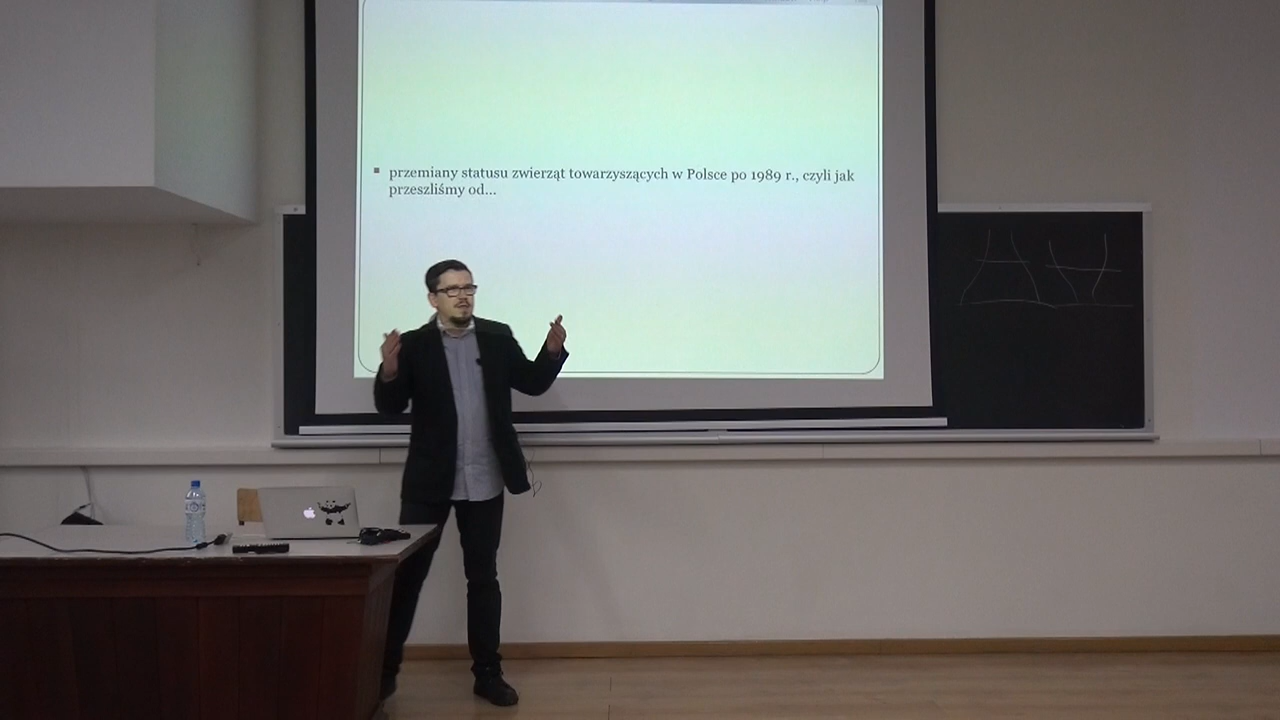 przemiany statusu zwierząt towarzyszących w Polsce po 1989 r., czyli jak
przeszliśmy od...